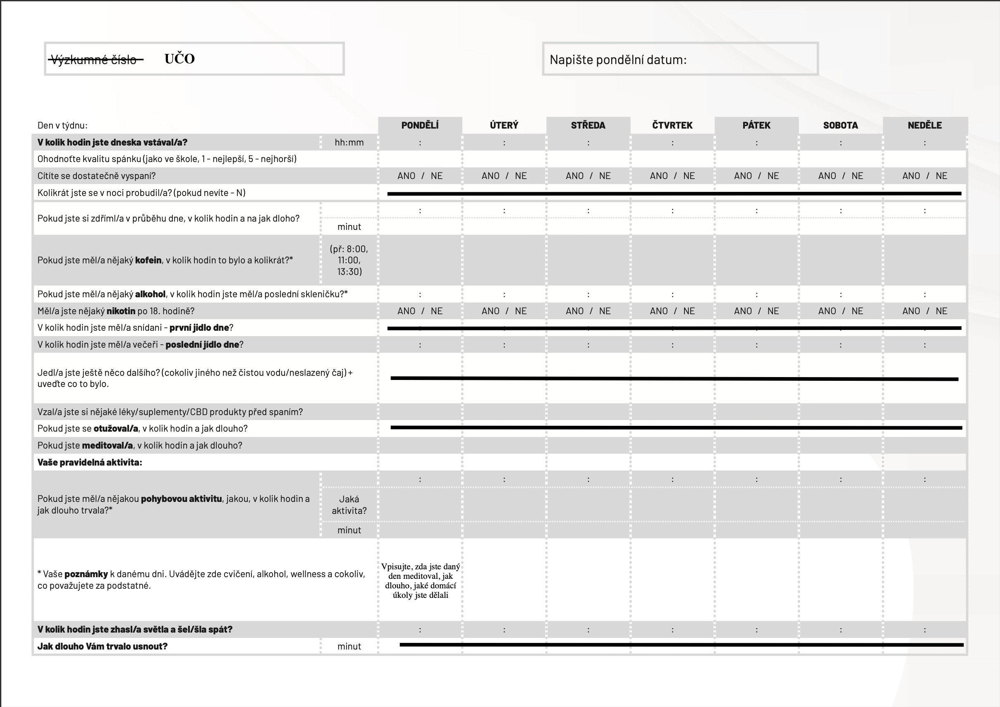 Výzkumné číslo UČO
Napište pondělní datum:
Den v týdnu: PONDĚLÍ ÚTERÝ STŘEDA ČTVRTEK PÁTEK SOBOTA NEDĚLE
V kolik hodin jste dneska vstával/a? hh:mm : : : : : : :
Ohodnoťte kvalitu spánku (jako ve škole, 1 - nejlepší, 5 - nejhorší)
Cítíte se dostatečně vyspaní? ANO / NE ANO / NE ANO / NE ANO / NE ANO / NE ANO / NE ANO / NE
Kolikrát jste se v noci probudil/a? (pokud nevíte - N)
: : : : : : :
Pokud jste si zdříml/a v průběhu dne, v kolik hodin a na jak dloho?
minut
(př: 8:00,
Pokud jste měl/a nějaký kofein, v kolik hodin to bylo a kolikrát?* 11:00,
13:30)
Pokud jste měl/a nějaký alkohol, v kolik hodin jste měl/a poslední skleničku?* : : : : : : :
Měl/a jste nějaký nikotin po 18. hodině? ANO / NE ANO / NE ANO / NE ANO / NE ANO / NE ANO / NE ANO / NE
V kolik hodin jste měl/a snídani - první jidlo dne?
V kolik hodin jste měl/a večeři - poslední jídlo dne? : : : : : : :
Jedl/a jste ještě něco dalšího? (cokoliv jiného než čistou vodu/neslazený čaj) +
uveďte co to bylo.
Vzal/a jste si nějaké léky/suplementy/CBD produkty před spaním?
Pokud jste se otužoval/a, v kolik hodin a jak dlouho?
Pokud jste meditoval/a, v kolik hodin a jak dlouho?
Vaše pravidelná aktivita:
: : : : : : :
Pokud jste měl/a nějakou pohybovou aktivitu, jakou, v kolik hodin a Jaká
jak dlouho trvala?* aktivita?
minut
Vpisujte, zda jste daný
* Vaše poznámky k danému dni. Uvádějte zde cvičení, alkohol, wellness a cokoliv, den meditoval, jak
co považujete za podstatné. dlouho, jaké domácí
úkoly jste dělali
V kolik hodin jste zhasl/a světla a šel/šla spát? : : : : : : :
Jak dlouho Vám trvalo usnout? minut